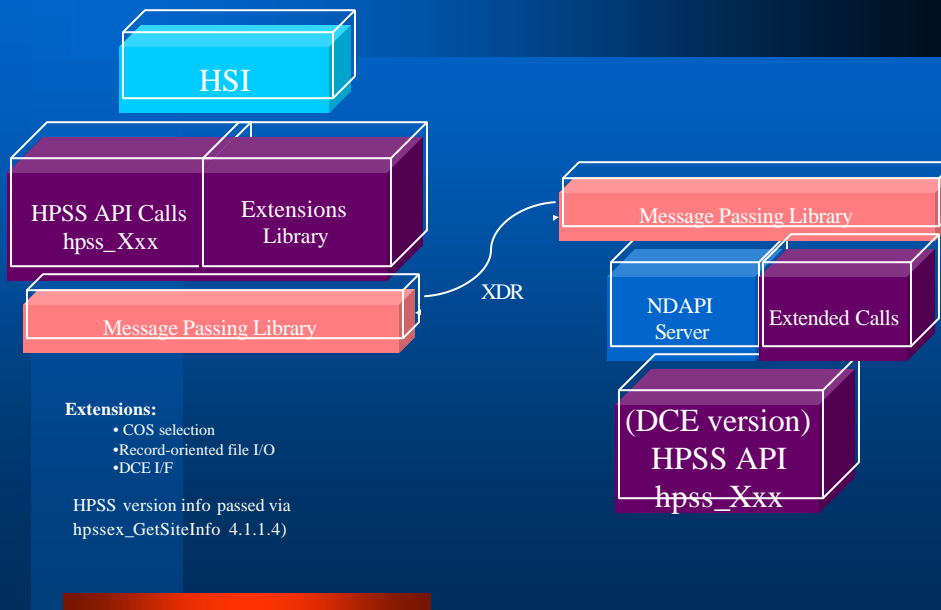 HSI
HPSS API Calls
hpss_Xxx
Extensions
Library
Message Passing Library
XDR
Message Passing Library
NDAPI
Server
Extended Calls
(DCE version)
HPSS API
hpss_Xxx
Extensions:
• COS selection
•Record-oriented file I/O
•DCE I/F
HPSS version info passed via
hpssex_GetSiteInfo 4.1.1.4)